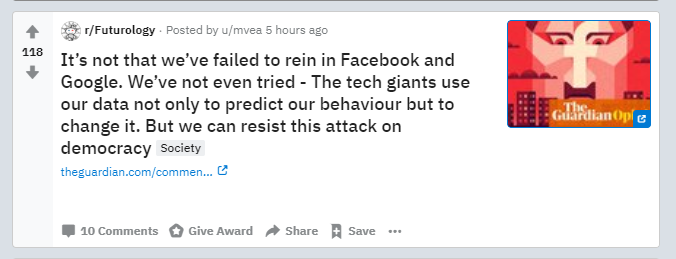 r/Futurology · Posted by u/mvea 5 hours ago
118
It's not that we've failed to rein in Facebook and
Google. We've not even tried - The tech giants use
our data not only to predict our behaviour but to
change it. But we can resist this attack on
democracy Society
theguardian.com/commen...
The
Guardian Opi
10 Comments Give Award Share Save ...